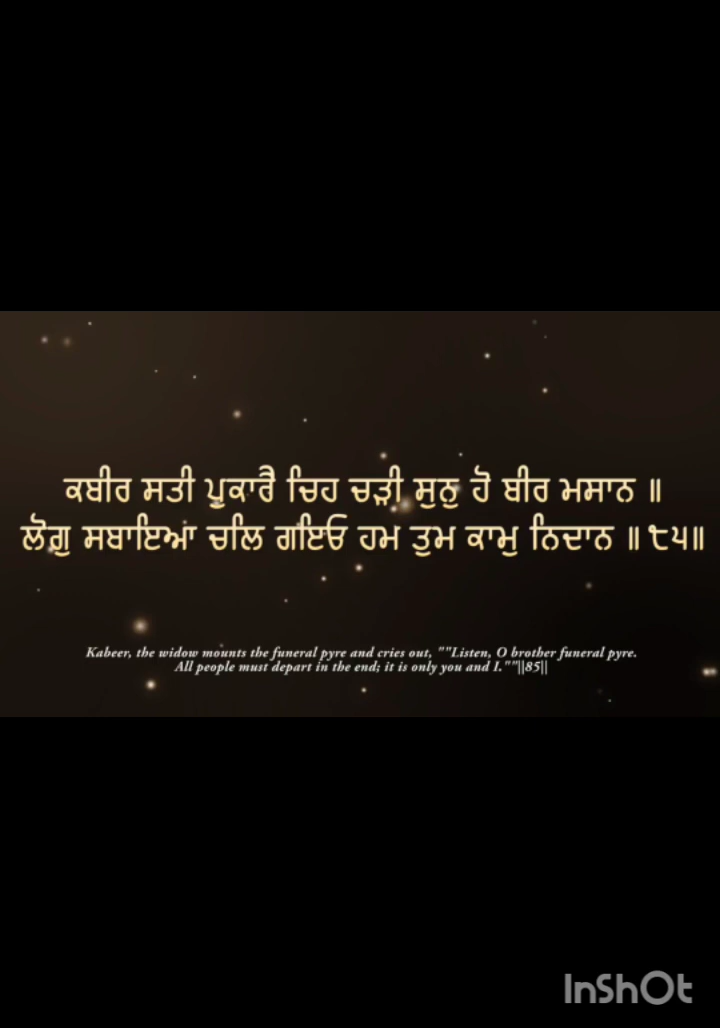 ਕਬੀਰ ਸਤੀ ਪੁਕਾਰੈ ਚਿਹ ਚੜੀ ਸੁਨੁ ਹੋ ਬੀਰ ਮਸਾਨ ॥
ਲੋਗੁ ਸਬਾਇਆ ਚਲਿ ਗਇਓ ਹਮ ਤੁਮ ਕਾਮੁ ਨਿਦਾਨ ॥੮੫॥
Kabeer, the widow mounts the funeral pyre and cries out, ""Listen, O brother funeral pyre.
All people must depart in the end; it is only you and I.""||85||
InShOt